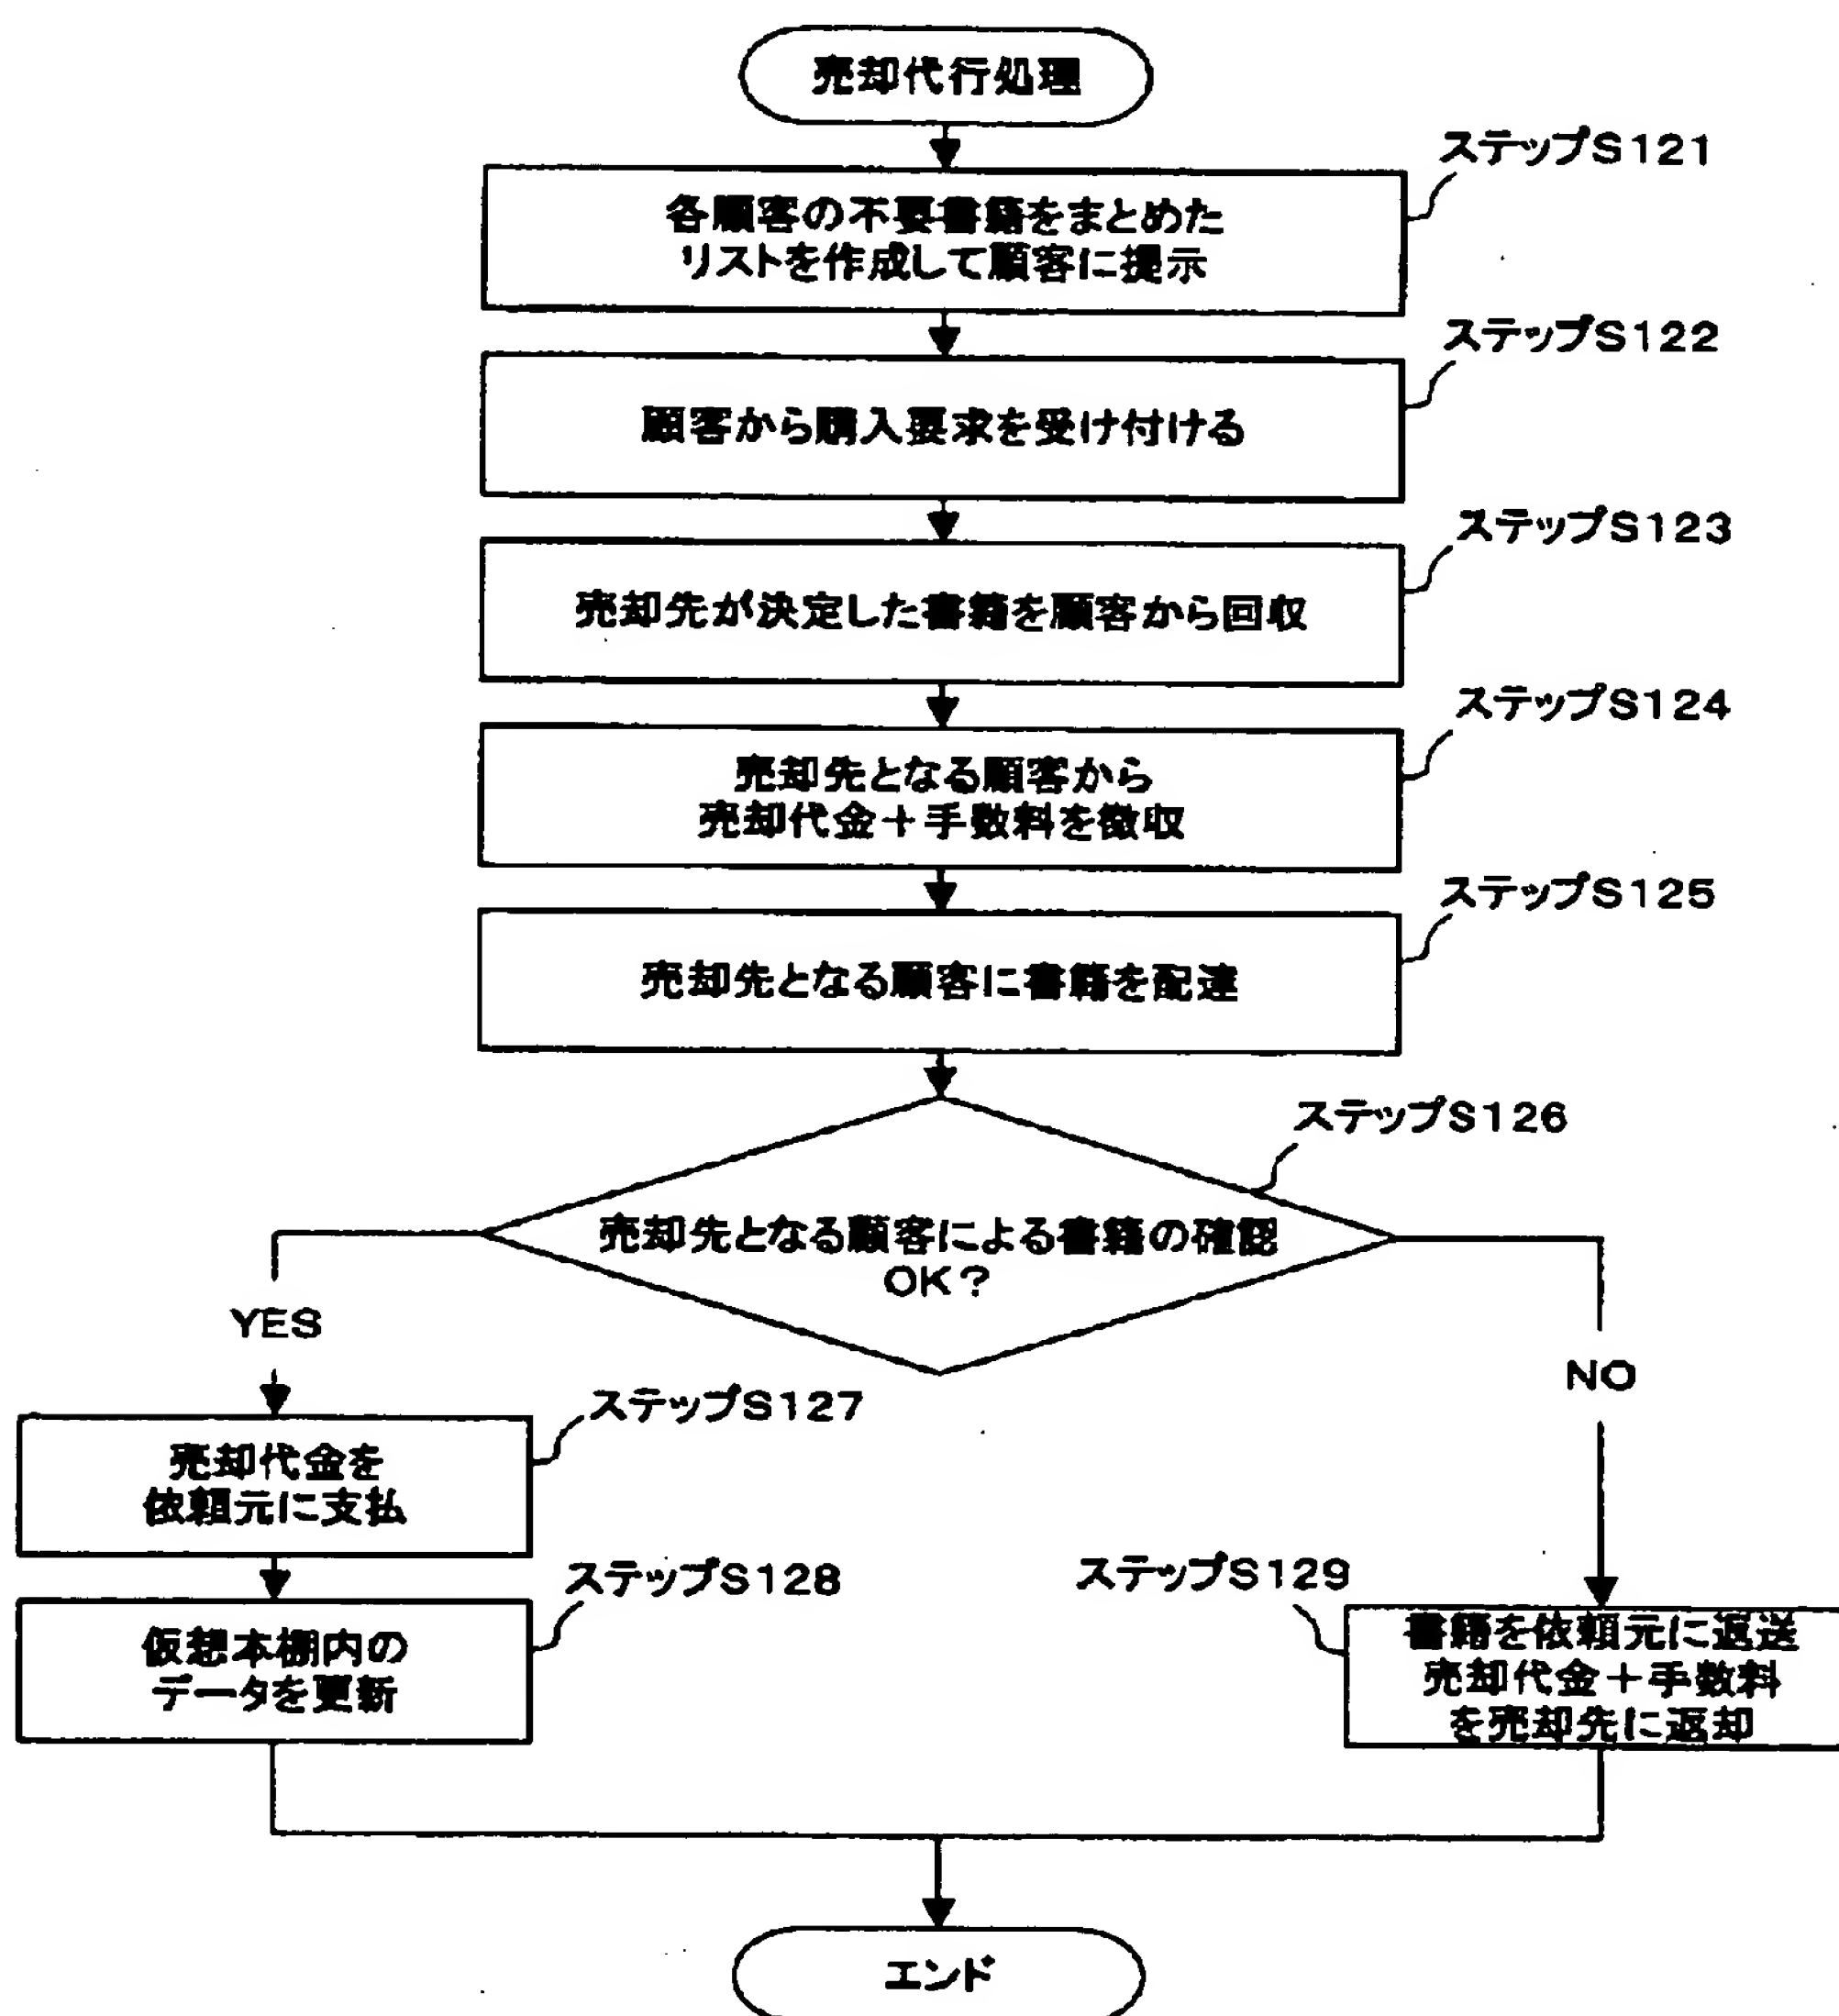 売却代行処理
ステップS121
各顧客の不要書籍をまとめた
リストを作成して顧客に提示
ステップS122
顧客から購入要求を受け付ける
ステップS123
売却先が決定した書籍を顧客から回収
ステップS124
売却先となる顧客から
売却代金+手数料を徴収
ステップS125
売却先となる顧客に書籍を配達
ステップS126
売却先となる顧客による書籍の確認
OK?
YES
NO
ステップS127
売却代金を
依頼元に支払
ステップS128
仮想本棚内の
データを更新
ステップS129
書籍を依頼元に返送
売却代金+手数料
を売却先に返却
エンド